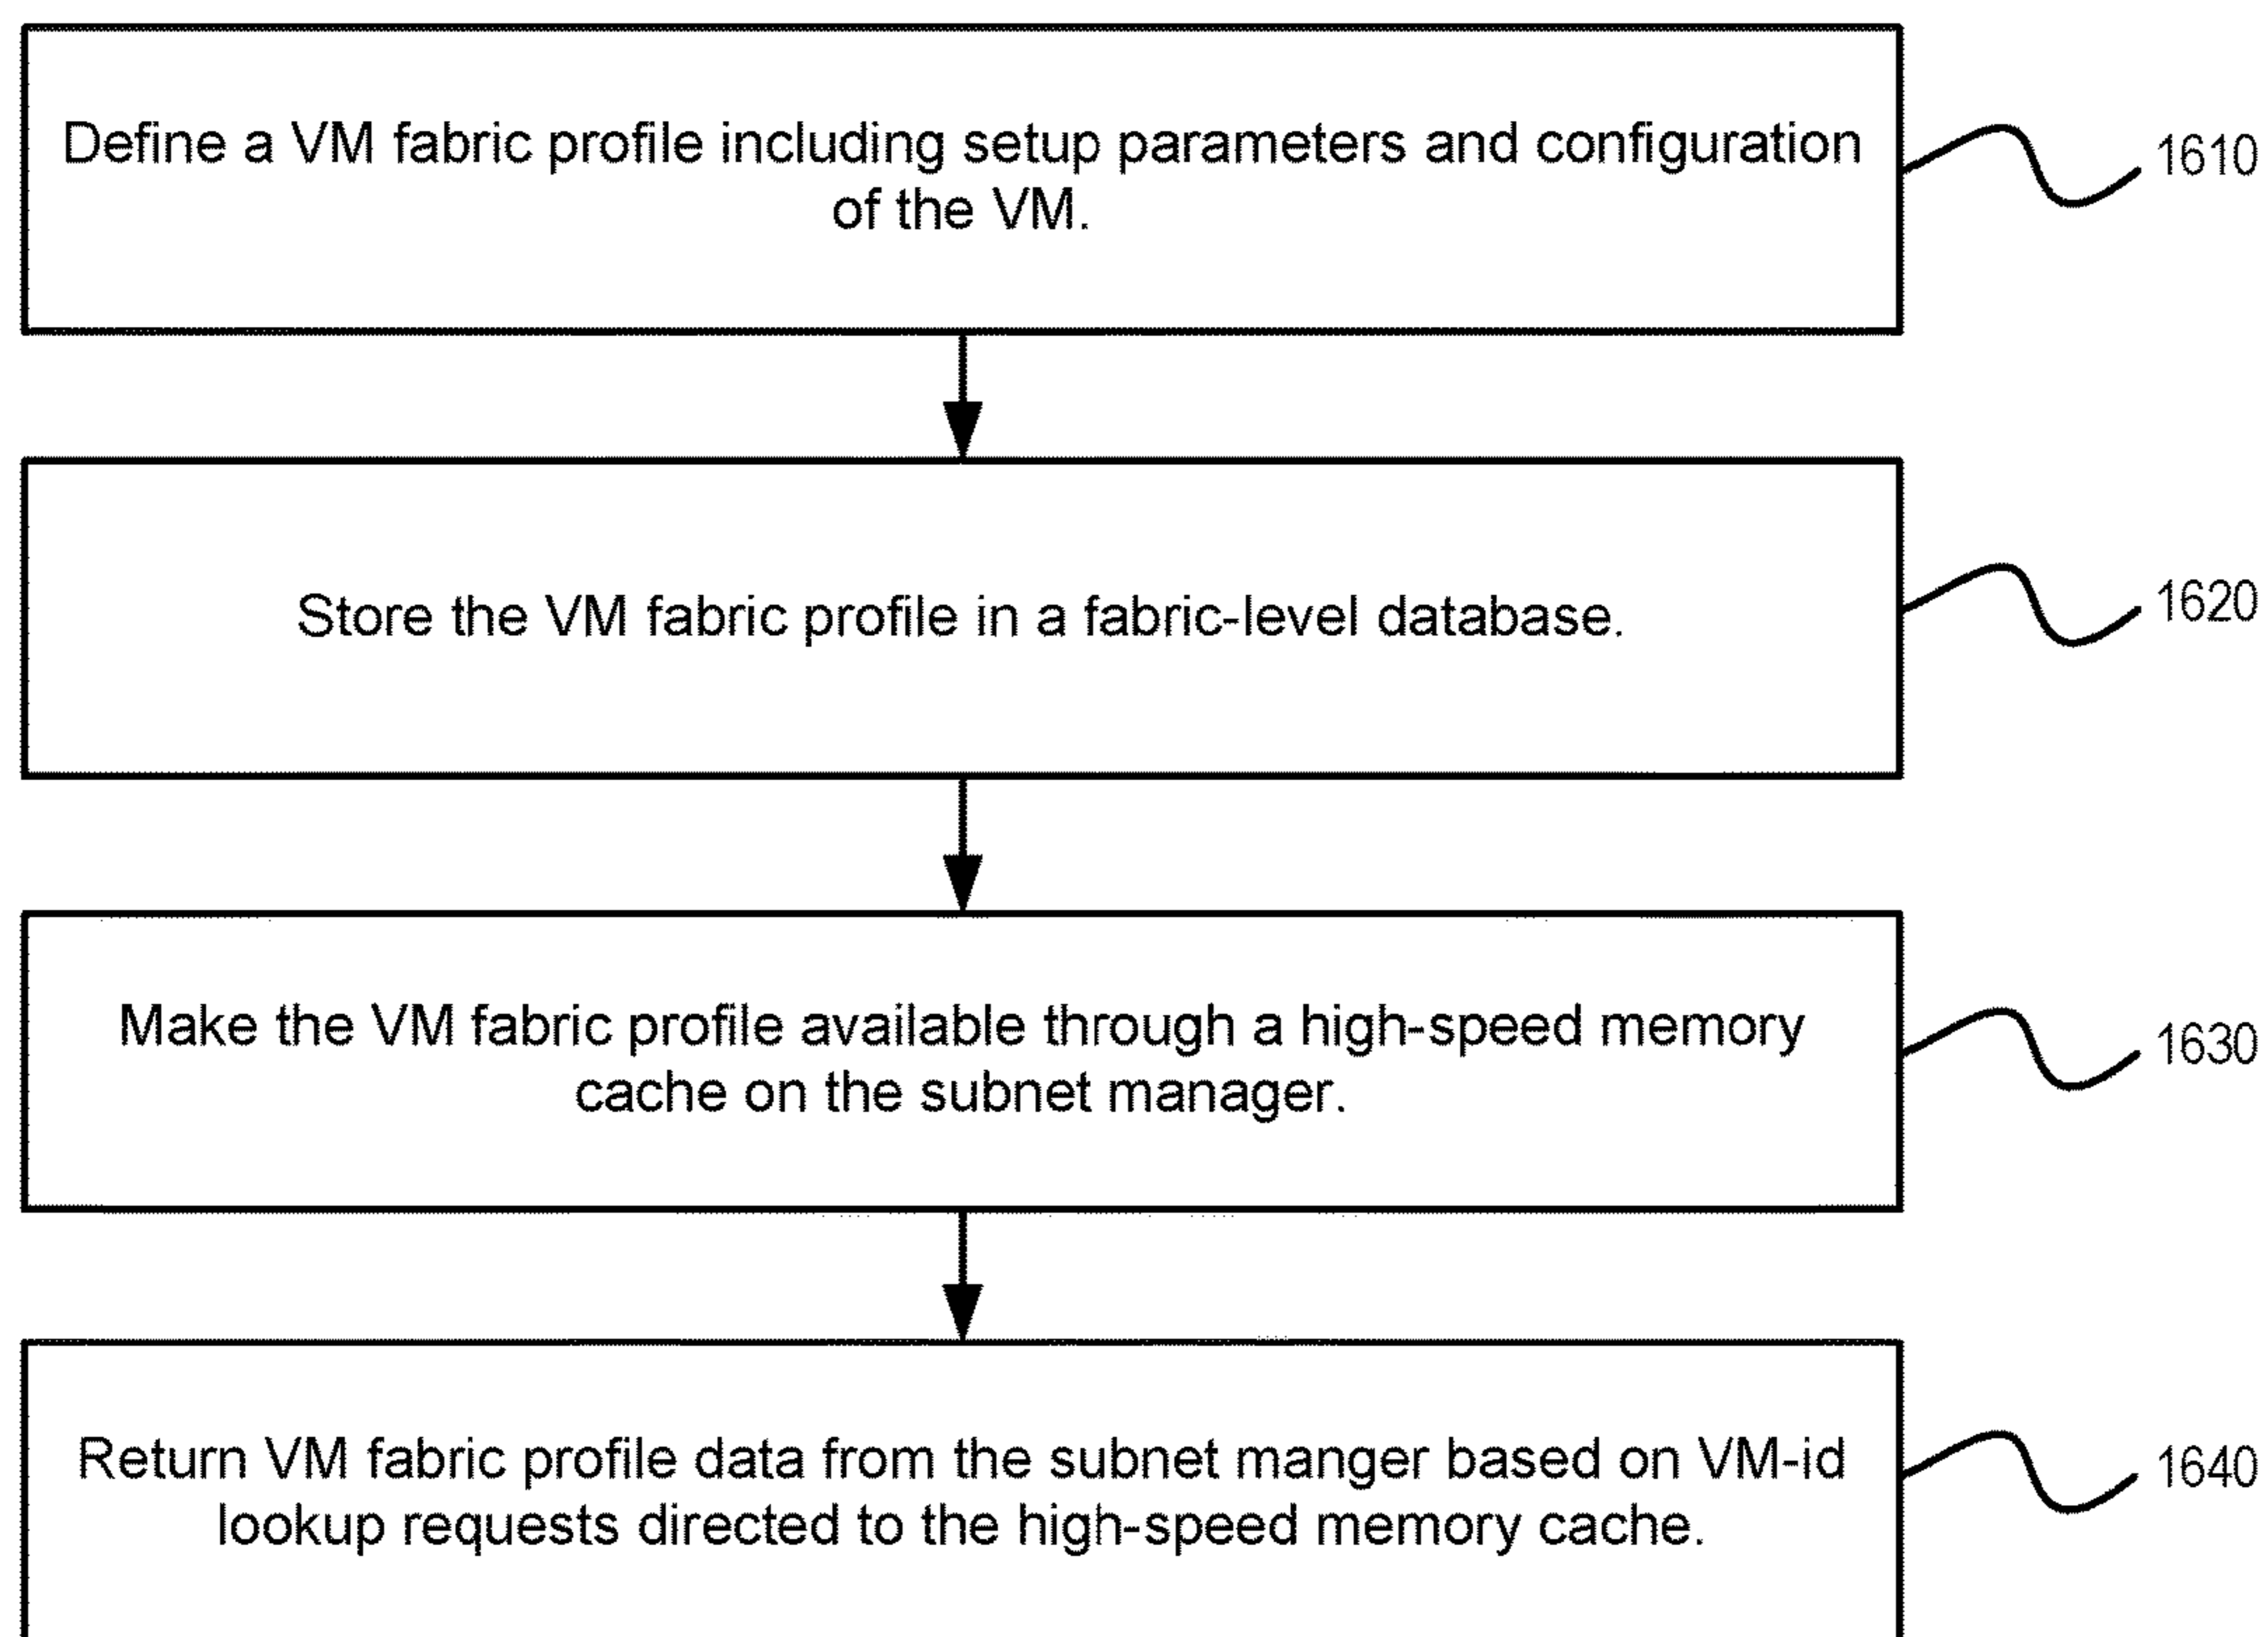 Define a VM fabric profile including setup parameters and configuration
of the VM.
1610
Store the VM fabric profile in a fabric-level database.
1620
Make the VM fabric profile available through a high-speed memory
cache on the subnet manager.
1630
Return VM fabric profile data from the subnet manger based on VM-id
lookup requests directed to the high-speed memory cache.
1640